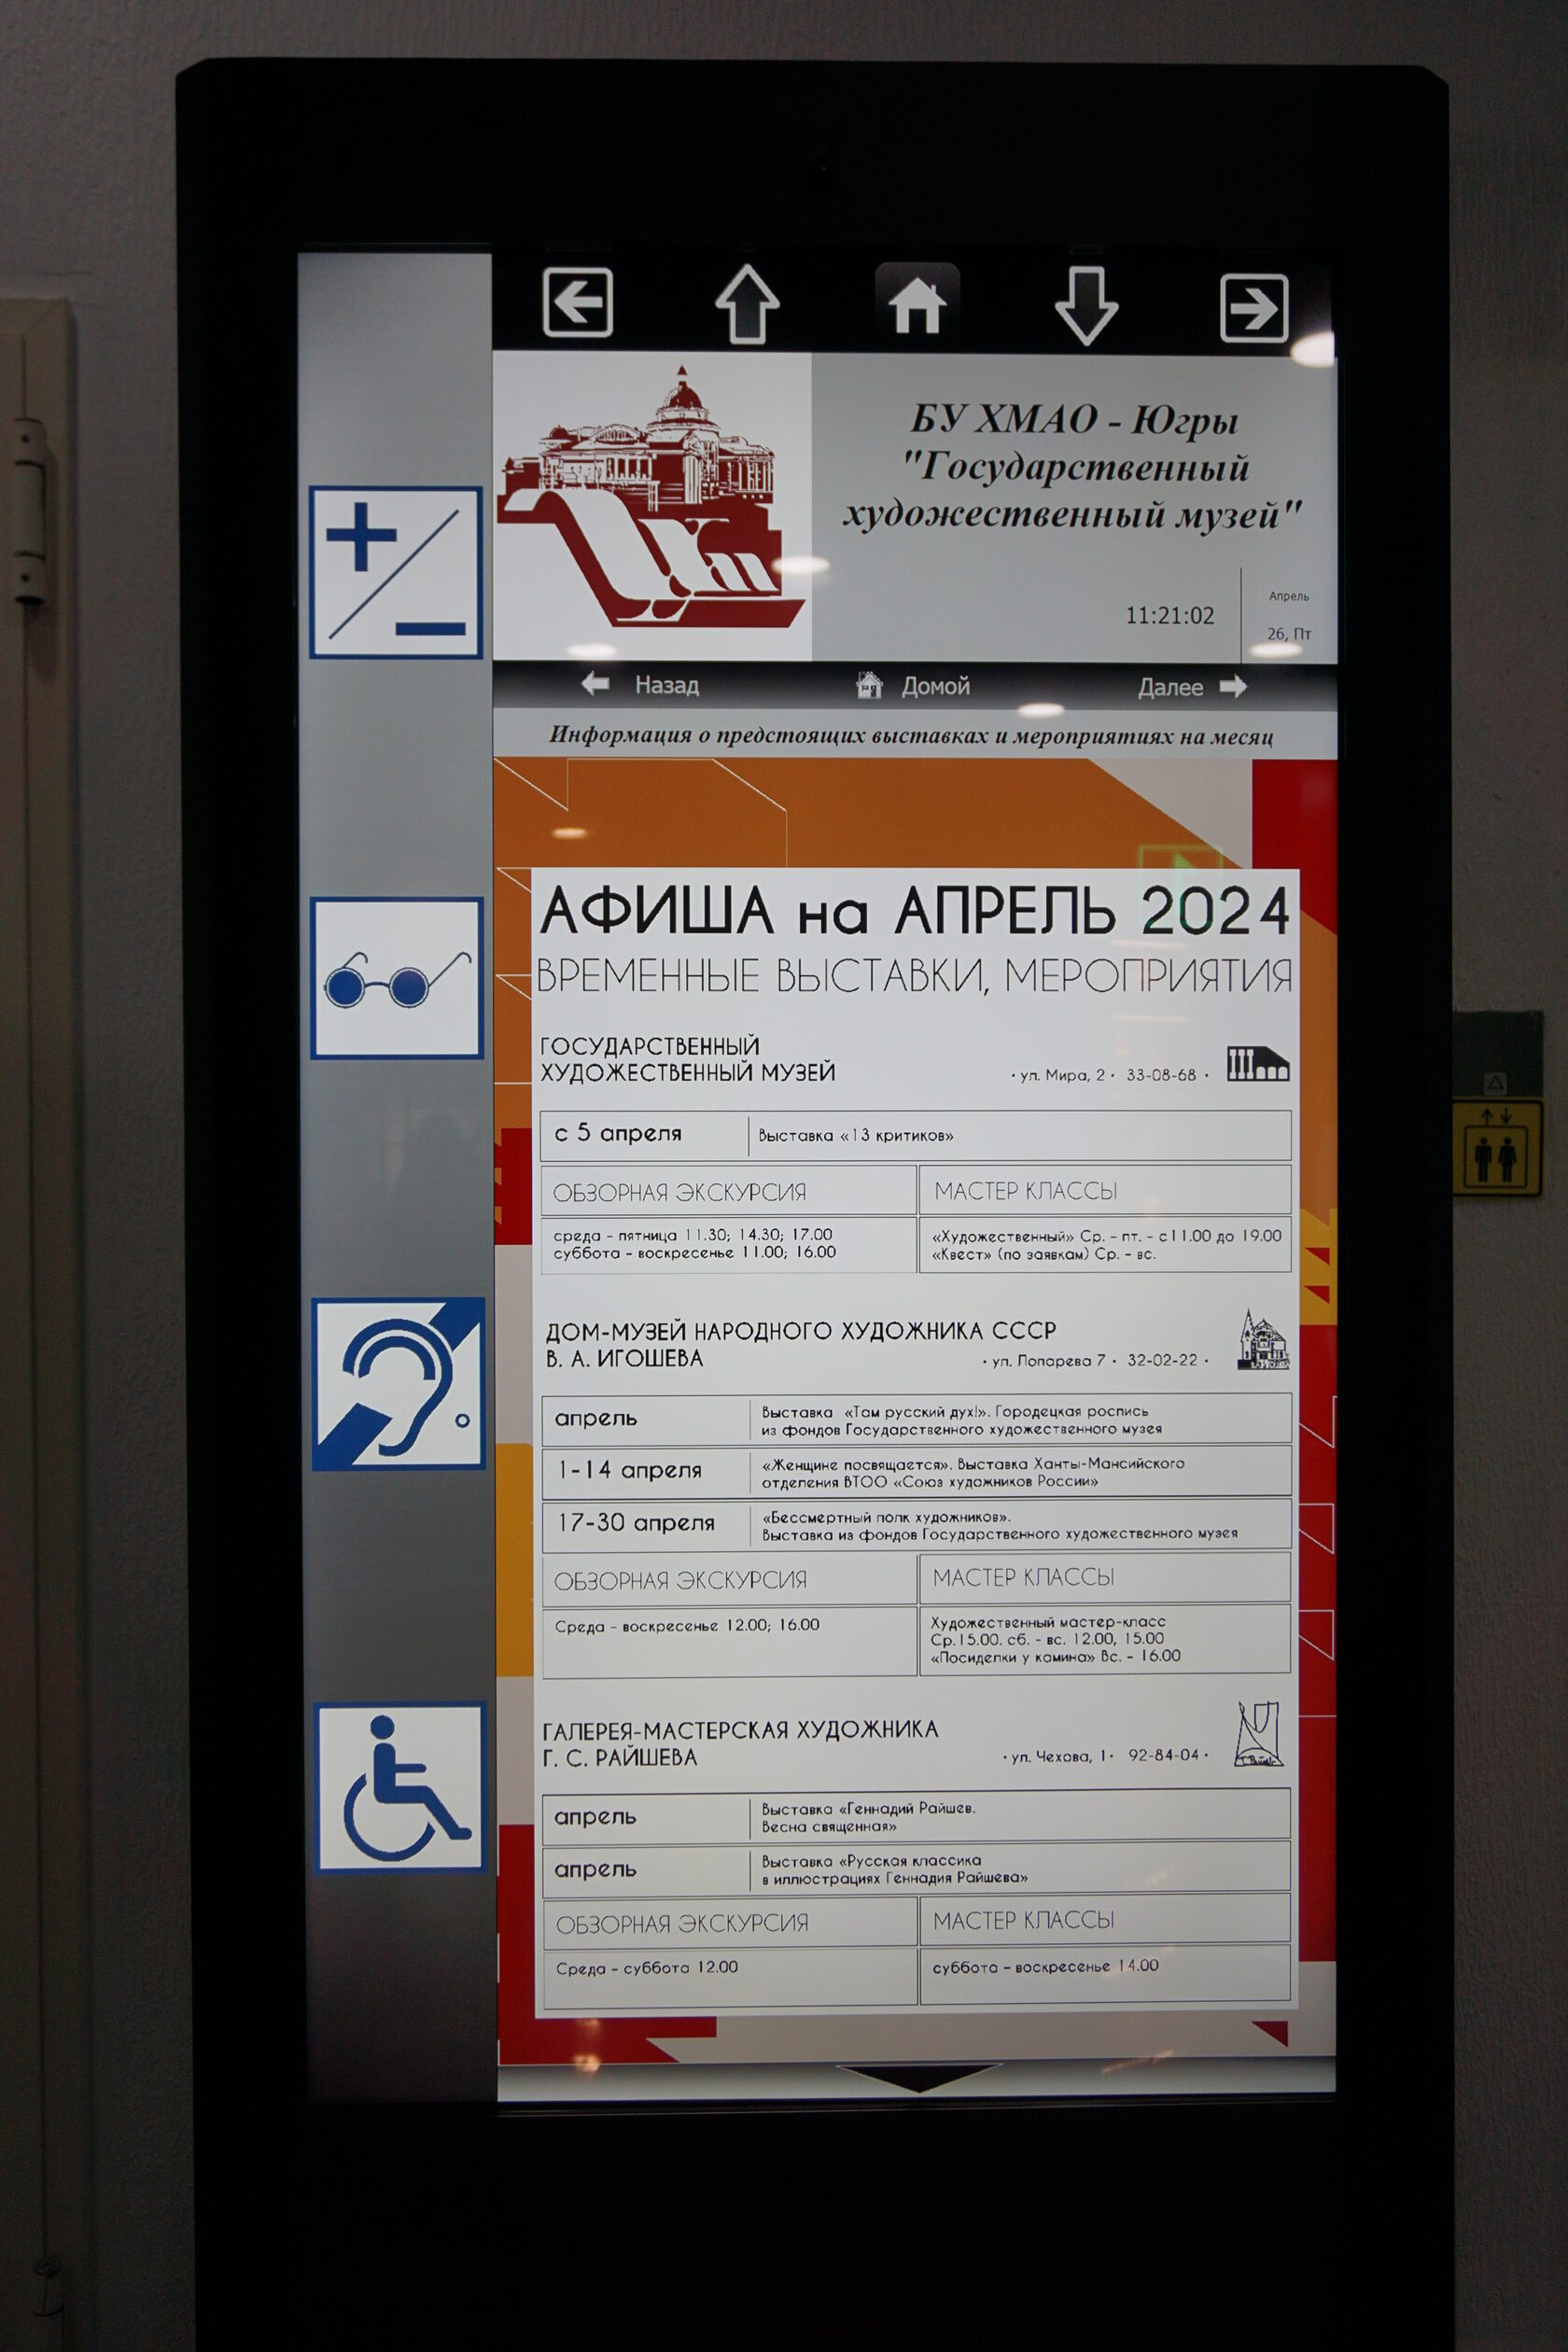 БУ ХМАО - Югры
"Государственный
художественный музей"
11:21:02
Апрель
26, Пт
Назад
Домой
Далее
Информация о предстоящих выставках и мероприятиях на месяц
АФИША на АПРЕЛЬ 2024
ВРЕМЕННЫЕ ВЫСТАВКИ, МЕРОПРИЯТИЯ
ГОСУДАРСТВЕННЫЙ
ХУДОЖЕСТВЕННЫЙ МУЗЕЙ
· ул. Мира, 2 · 33-08-68 ·
с 5 апреля
Выставка «13 критиков»
ОБЗОРНАЯ ЭКСКУРСИЯ
МАСТЕР КЛАССЫ
среда - пятница 11.30; 14.30; 17.00
суббота - воскресенье 11.00; 16.00
«Художественный» Ср. - пт. - с11.00 до 19.00
«Квест» (по заявкам) Ср. - вс.
ДОМ-МУЗЕЙ НАРОДНОГО ХУДОЖНИКА СССР
В. А. ИГОШЕВА
· ул. Лопарева 7 · 32-02-22 ·
апрель
Выставка «Там русский дух!». Городецкая роспись
из фондов Государственного художественного музея
1-14 апреля
«Женщине посвящается». Выставка Ханты-Мансийского
отделения ВТОО «Союз художников России»
17-30 апреля
«Бессмертный полк художников».
Выставка из фондов Государственного художественного музея
ОБЗОРНАЯ ЭКСКУРСИЯ
МАСТЕР КЛАССЫ
Среда - воскресенье 12.00; 16.00
Художественный мастер-класс
Ср.15.00. сб. - вс. 12.00, 15.00
«Посиделки у камина» Вс. - 16.00
ГАЛЕРЕЯ-МАСТЕРСКАЯ ХУДОЖНИКА
Г. С. РАЙШЕВА
· ул. Чехова, 1 · 92-84-04 ·
апрель
Выставка «Геннадий Райшев.
Весна священная»
апрель
Выставка «Русская классика
в иллюстрациях Геннадия Райшева»
ОБЗОРНАЯ ЭКСКУРСИЯ
МАСТЕР КЛАССЫ
Среда - суббота 12.00
суббота - воскресенье 14.00